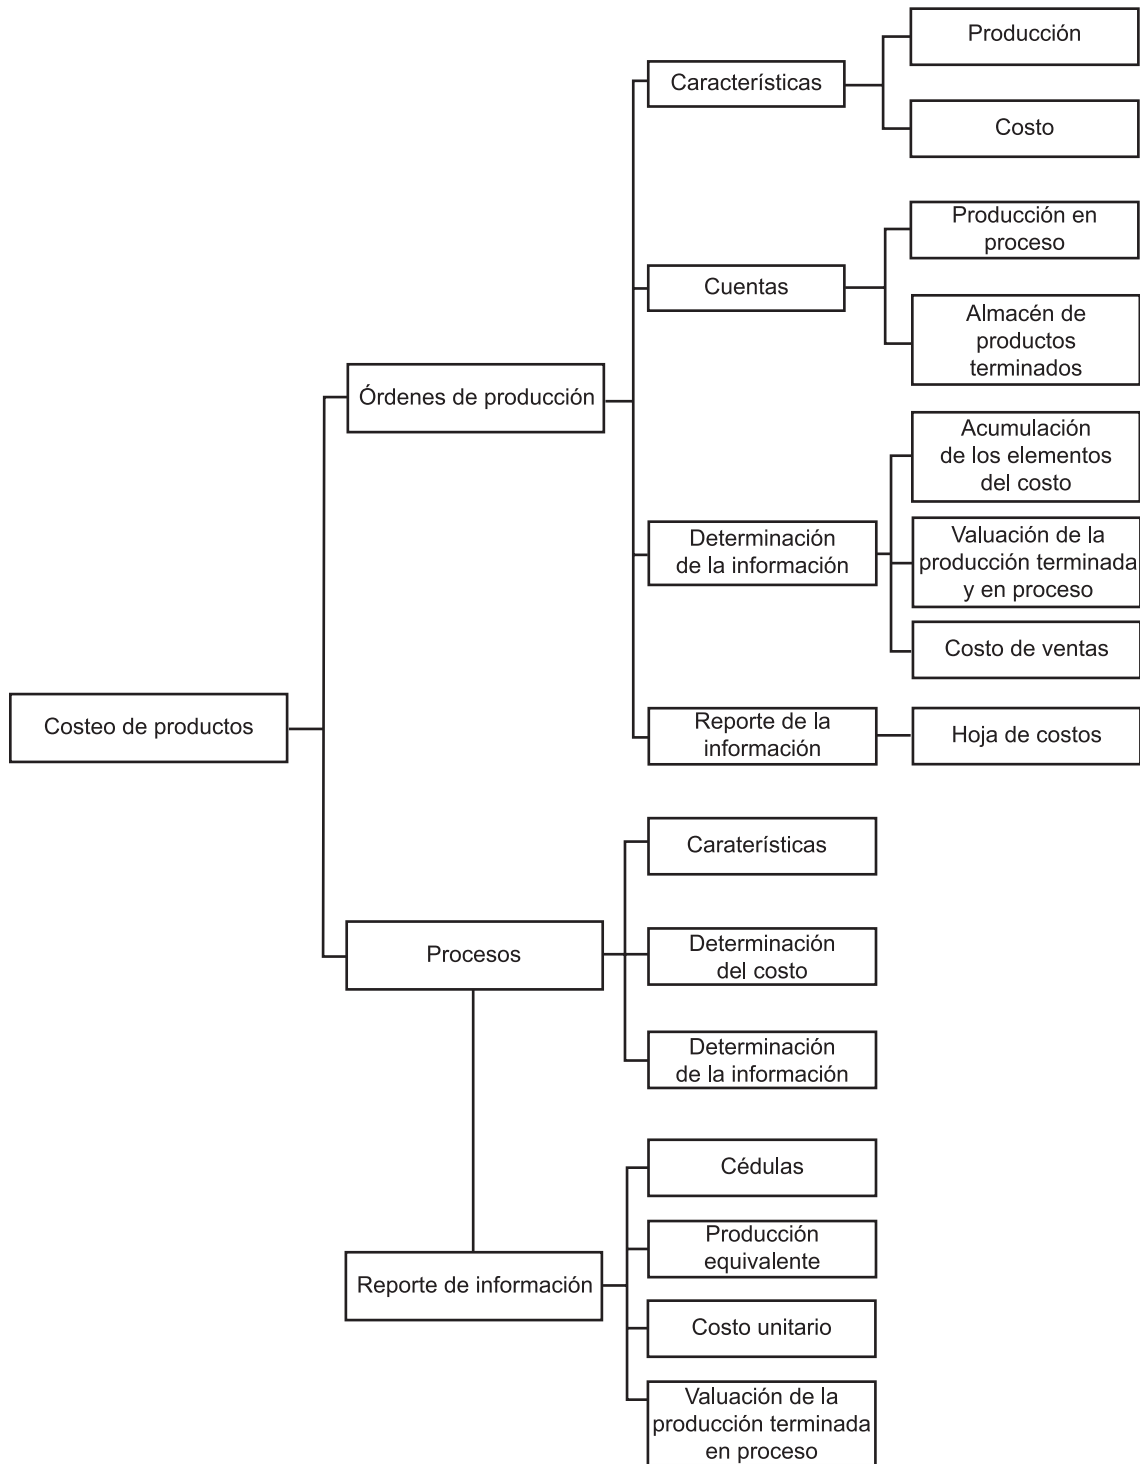 Producción
Características
Costo
Producción en
proceso
Cuentas
Almacén de
productos
terminados
Órdenes de producción
Acumulación
de los elementos
del costo
Determinación
de la información
Valuación de la
producción terminada
y en proceso
Costo de ventas
Reporte de la
información
Hoja de costos
Costeo de productos
Caraterísticas
Procesos
Determinación
del costo
Determinación
de la información
Cédulas
Producción
equivalente
Reporte de información
Costo unitario
Valuación de la
producción terminada
en proceso